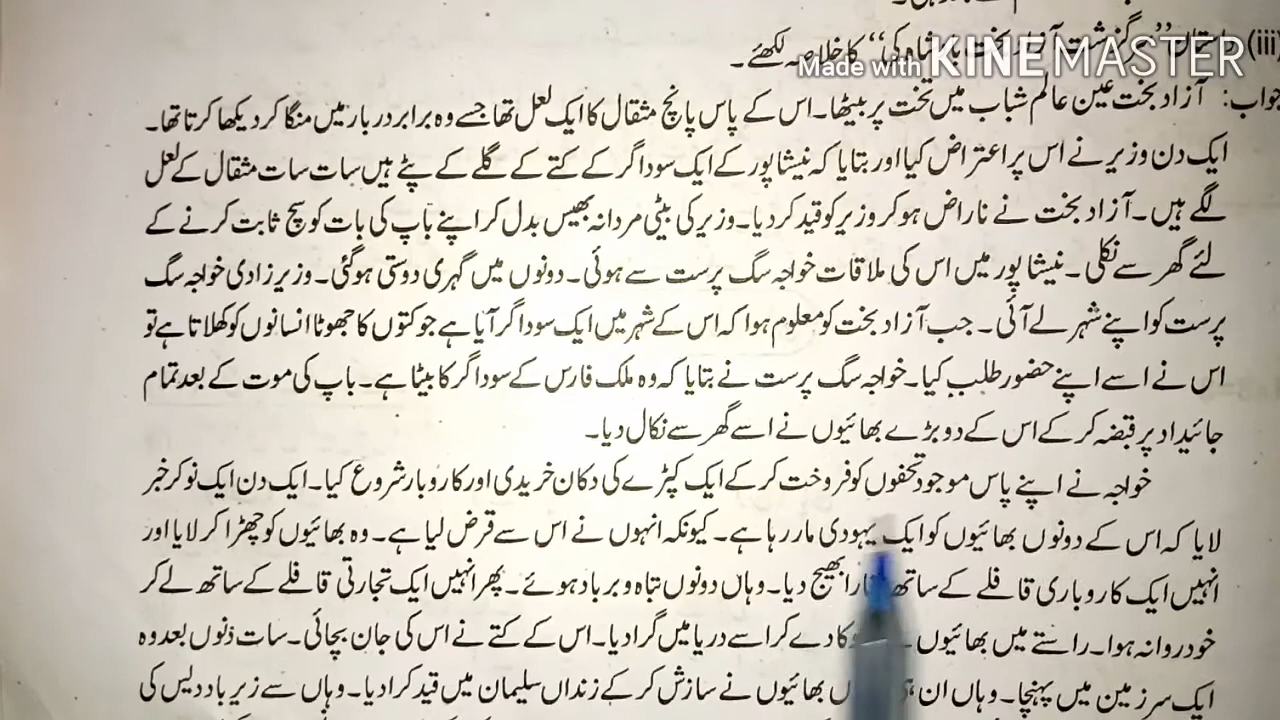 (iii) داستان ’’سرگزشت آزاد بخت بادشاہ کی‘‘ کا خلاصہ لکھئے۔
Made with KINEMASTER
جواب: آزاد بخت عین عالم شباب میں تخت پر بیٹھا۔ اس کے پاس پانچ مثقال کا ایک لعل تھا جسے وہ برابر دربار میں منگا کر دیکھا کرتا تھا۔
ایک دن وزیر نے اس پر اعتراض کیا اور بتایا کہ نیشاپور کے ایک سوداگر کے کتے کے گلے کے پٹے ہیں سات سات مثقال کے لعل
لگے ہیں۔ آزاد بخت نے ناراض ہو کر وزیر کو قید کر دیا۔ وزیر کی بیٹی مردانہ بھیس بدل کر اپنے باپ کی بات کو سچ ثابت کرنے کے
لئے گھر سے نکلی۔ نیشاپور میں اس کی ملاقات خواجہ سگ پرست سے ہوئی۔ دونوں میں گہری دوستی ہوگئی۔ وزیر زادی خواجہ سگ
پرست کو اپنے شہر لے آئی۔ جب آزاد بخت کو معلوم ہوا کہ اس کے شہر میں ایک سوداگر آیا ہے جو کتوں کا جھوٹا انسانوں کو کھلاتا ہے تو
اس نے اسے اپنے حضور طلب کیا۔ خواجہ سگ پرست نے بتایا کہ وہ ملک فارس کے سوداگر کا بیٹا ہے۔ باپ کی موت کے بعد تمام
جائیداد پر قبضہ کر کے اس کے دو بڑے بھائیوں نے اسے گھر سے نکال دیا۔
خواجہ نے اپنے پاس موجود تحفوں کو فروخت کر کے ایک کپڑے کی دکان خریدی اور کاروبار شروع کیا۔ ایک دن ایک نوکر خبر
لایا کہ اس کے دونوں بھائیوں کو ایک یہودی مار رہا ہے۔ کیونکہ انہوں نے اس سے قرض لیا ہے۔ وہ بھائیوں کو چھڑا کر لایا اور
انہیں ایک کاروباری قافلے کے ساتھ بھیج دیا۔ وہاں دونوں تباہ و برباد ہوئے۔ پھر انہیں ایک تجارتی قافلے کے ساتھ لے کر
خود روانہ ہوا۔ راستے میں بھائیوں دے کر اسے دریا میں گرا دیا۔ اس کے کتے نے اس کی جان بچائی۔ سات دنوں بعد وہ
ایک سرزمین میں پہنچا۔ وہاں ان بھائیوں نے سازش کر کے زنداں سلیمان میں قید کرا دیا۔ وہاں سے زیر باد دیس کی